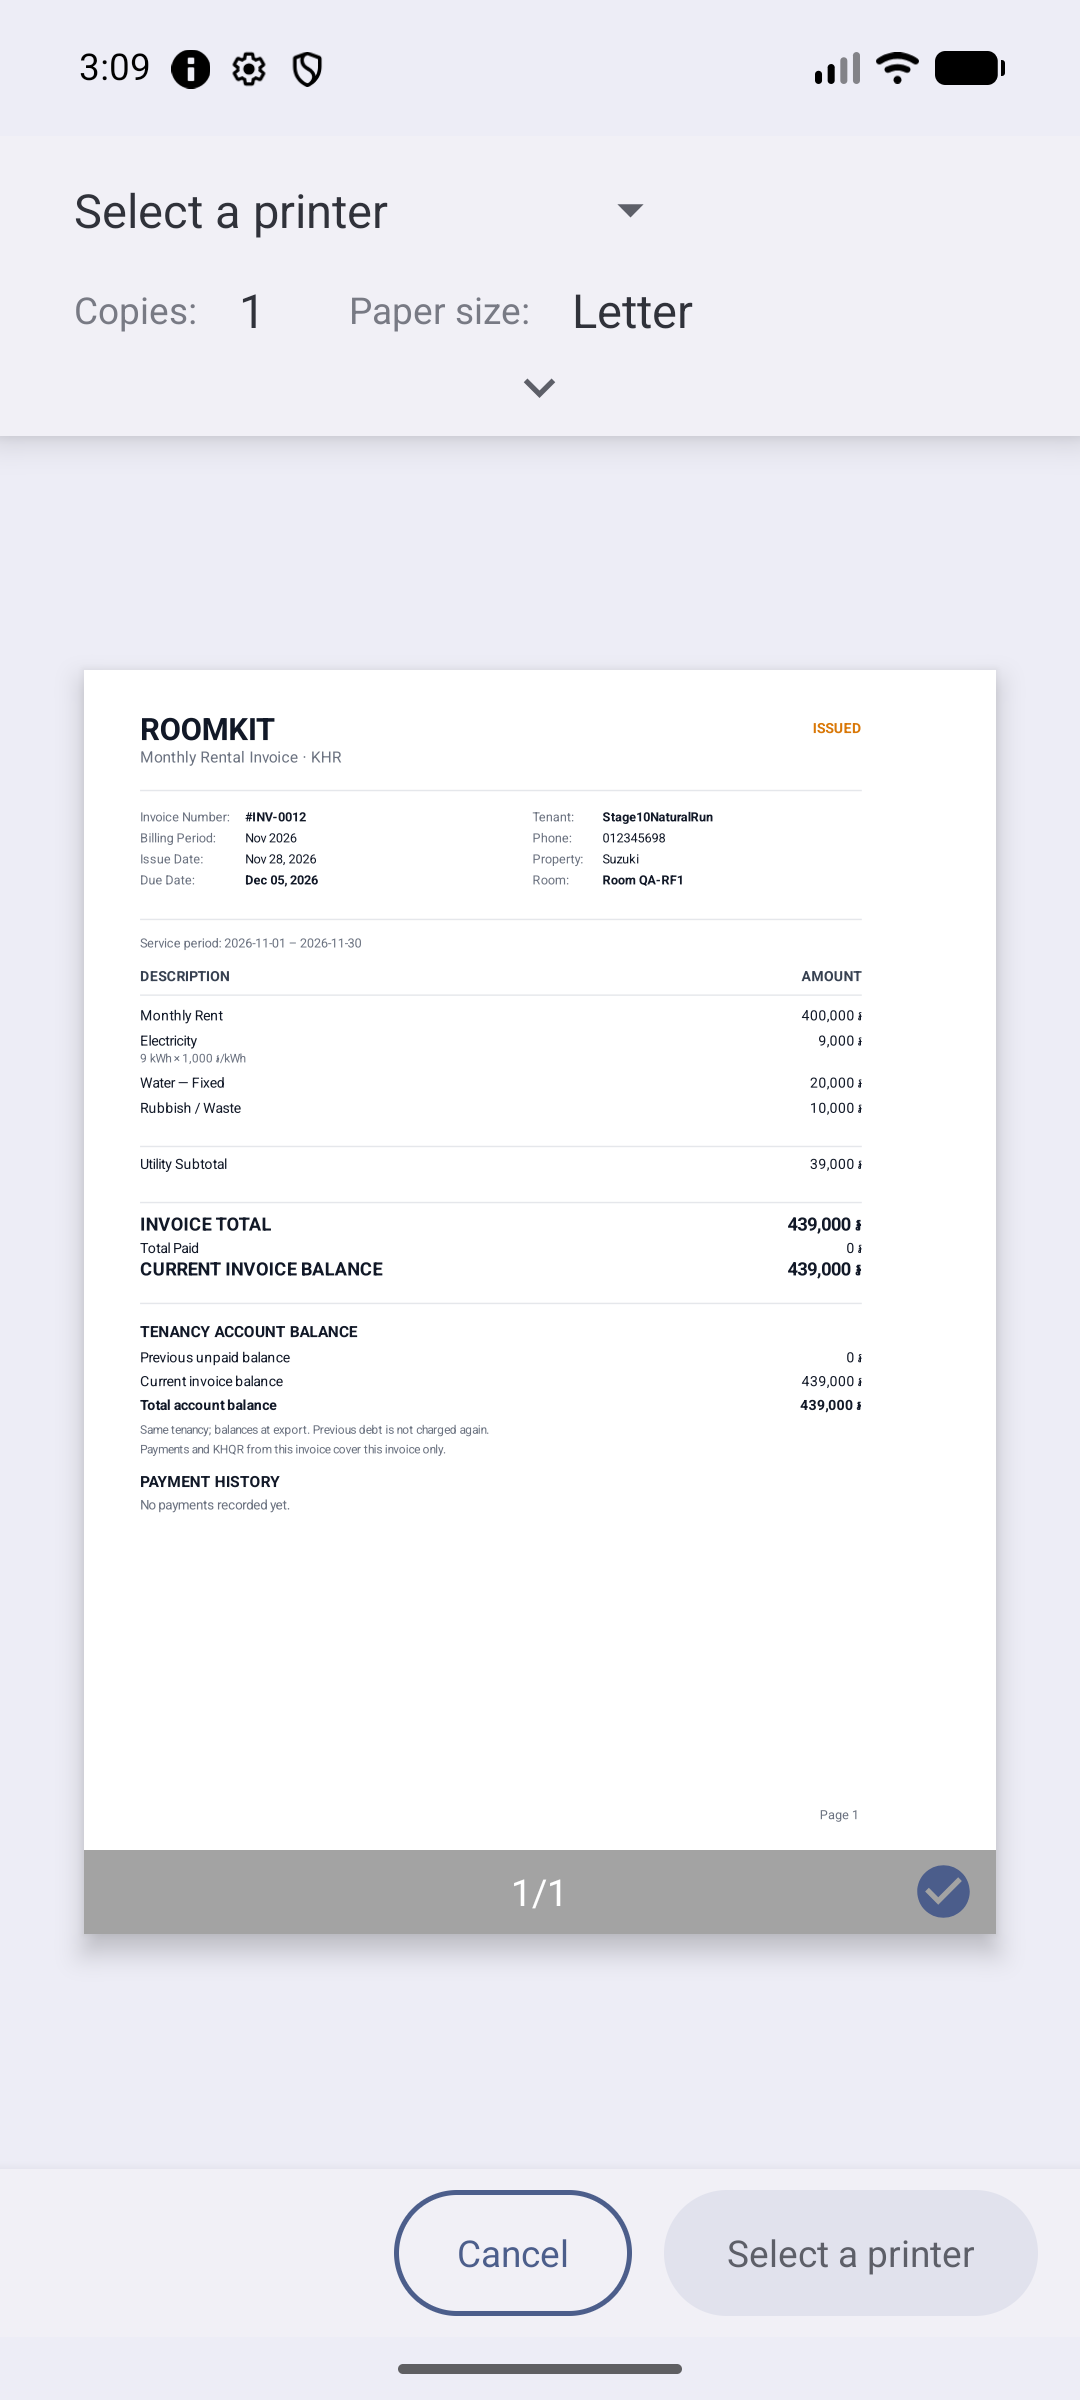 3:09
Select a printer
Copies: 1 Paper size: Letter
ROOMKIT ISSUED
Monthly Rental Invoice · KHR
Invoice Number: #INV-0012 Tenant: Stage10NaturalRun
Billing Period: Nov 2026 Phone: 012345698
Issue Date: Nov 28, 2026 Property: Suzuki
Due Date: Dec 05, 2026 Room: Room QA-RF1
Service period: 2026-11-01 – 2026-11-30
DESCRIPTION AMOUNT
Monthly Rent 400,000 ៛
Electricity 9,000 ៛
9 kWh × 1,000 ៛/kWh
Water — Fixed 20,000 ៛
Rubbish / Waste 10,000 ៛
Utility Subtotal 39,000 ៛
INVOICE TOTAL 439,000 ៛
Total Paid 0 ៛
CURRENT INVOICE BALANCE 439,000 ៛
TENANCY ACCOUNT BALANCE
Previous unpaid balance 0 ៛
Current invoice balance 439,000 ៛
Total account balance 439,000 ៛
Same tenancy; balances at export. Previous debt is not charged again.
Payments and KHQR from this invoice cover this invoice only.
PAYMENT HISTORY
No payments recorded yet.
Page 1
1/1
Cancel Select a printer